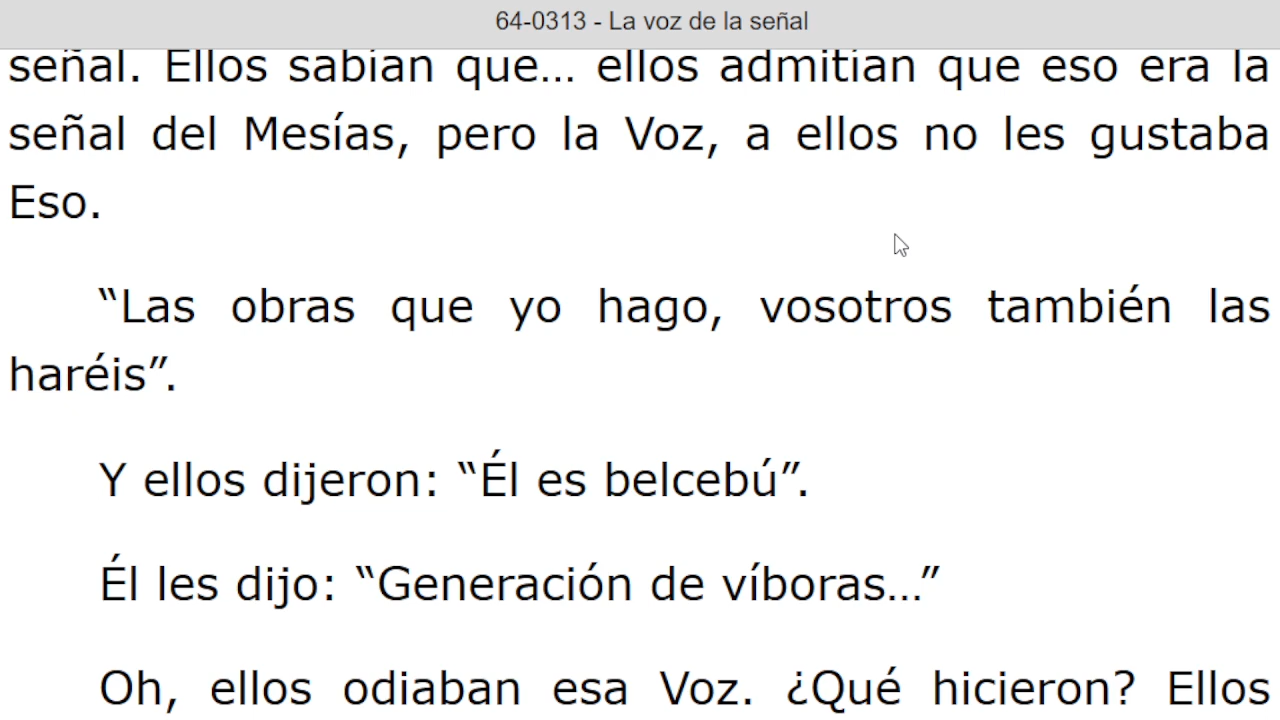 64-0313 - La voz de la señal
señal. Ellos sabían que... ellos admitían que eso era la
señal del Mesías, pero la Voz, a ellos no les gustaba
Eso.
“Las obras que yo hago, vosotros también las
haréis”.
Y ellos dijeron: “Él es belcebú”.
Él les dijo: “Generación de víboras...”
Oh, ellos odiaban esa Voz. ¿Qué hicieron? Ellos